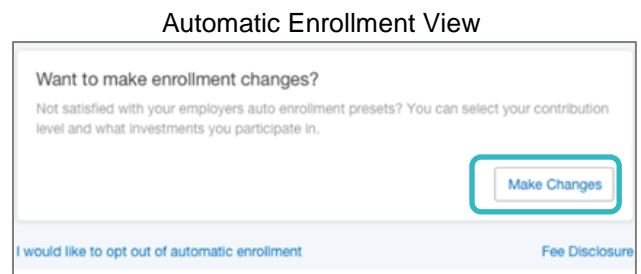 Automatic Enrollment View
Want to make enrollment changes?
Not satisfied with your employers auto enrollment presets? You can select your contribution
level and what investments you participate in.
Make Changes
I would like to opt out of automatic enrollment
Fee Disclosure